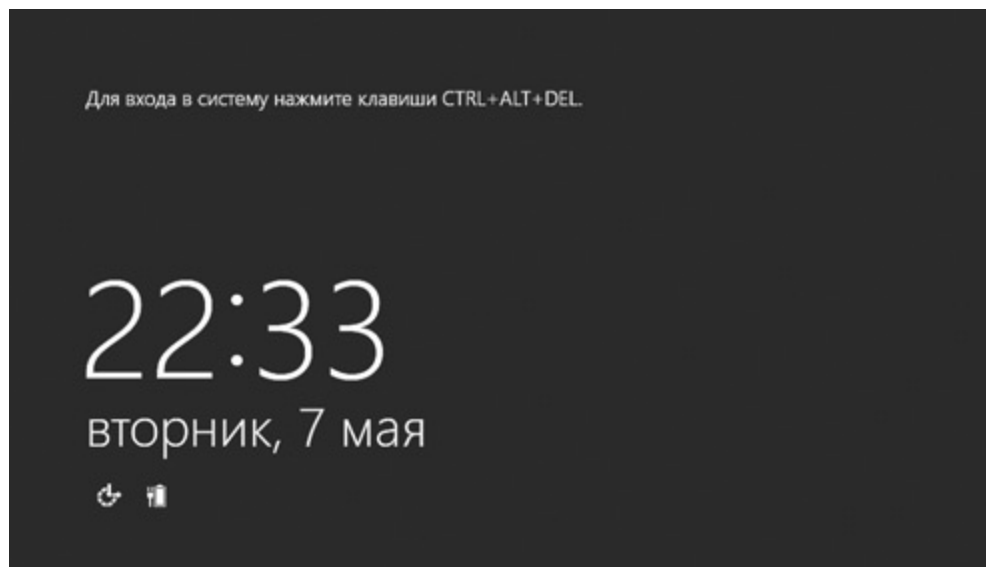 Для входа в систему нажмите клавиши CTRL+ALT+DEL.
22:33
вторник, 7 мая